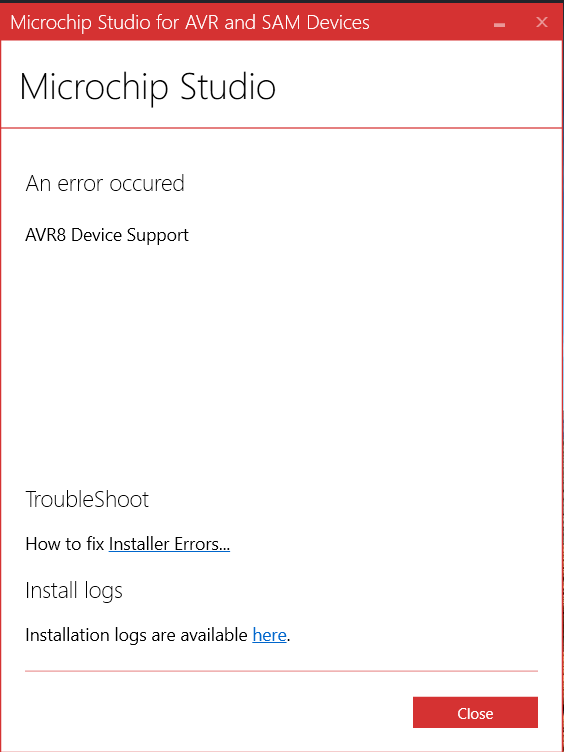 Microchip Studio for AVR and SAM Devices
Microchip Studio
An error occured
AVR8 Device Support
TroubleShoot
How to fix Installer Errors...
Install logs
Installation logs are available here.
Close